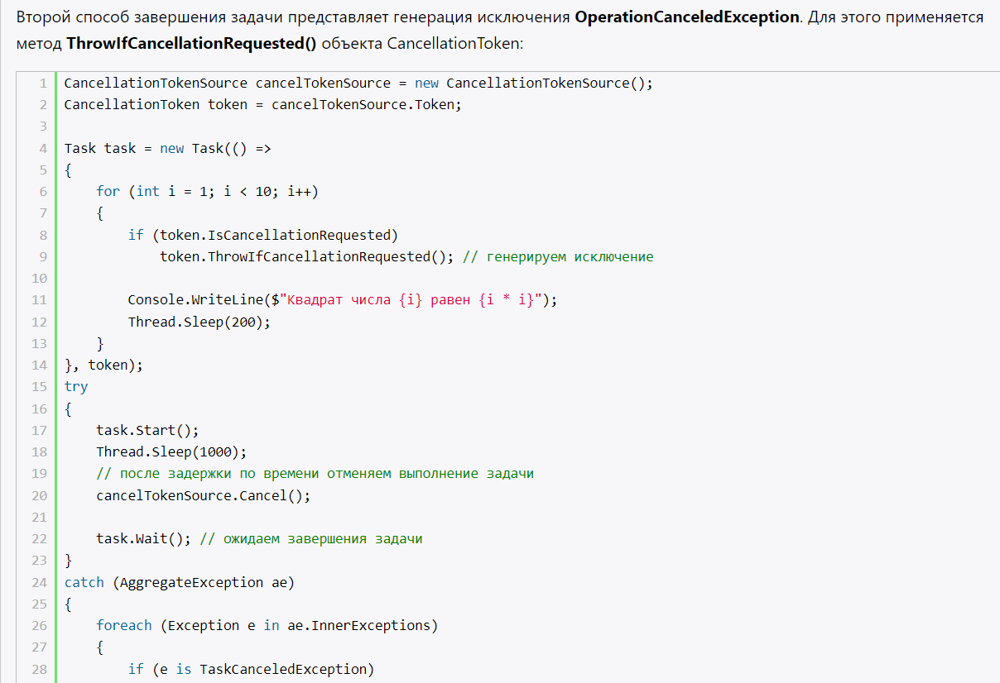 Второй способ завершения задачи представляет генерация исключения OperationCanceledException. Для этого применяется
метод ThrowIfCancellationRequested() объекта CancellationToken:
1 CancellationTokenSource cancelTokenSource = new CancellationTokenSource();
2 CancellationToken token = cancelTokenSource.Token;
3
4 Task task = new Task(() =>
5 {
6     for (int i = 1; i < 10; i++)
7     {
8         if (token.IsCancellationRequested)
9             token.ThrowIfCancellationRequested(); // генерируем исключение
10
11         Console.WriteLine($"Квадрат числа {i} равен {i * i}");
12         Thread.Sleep(200);
13     }
14 }, token);
15 try
16 {
17     task.Start();
18     Thread.Sleep(1000);
19     // после задержки по времени отменяем выполнение задачи
20     cancelTokenSource.Cancel();
21
22     task.Wait(); // ожидаем завершения задачи
23 }
24 catch (AggregateException ae)
25 {
26     foreach (Exception e in ae.InnerExceptions)
27     {
28         if (e is TaskCanceledException)